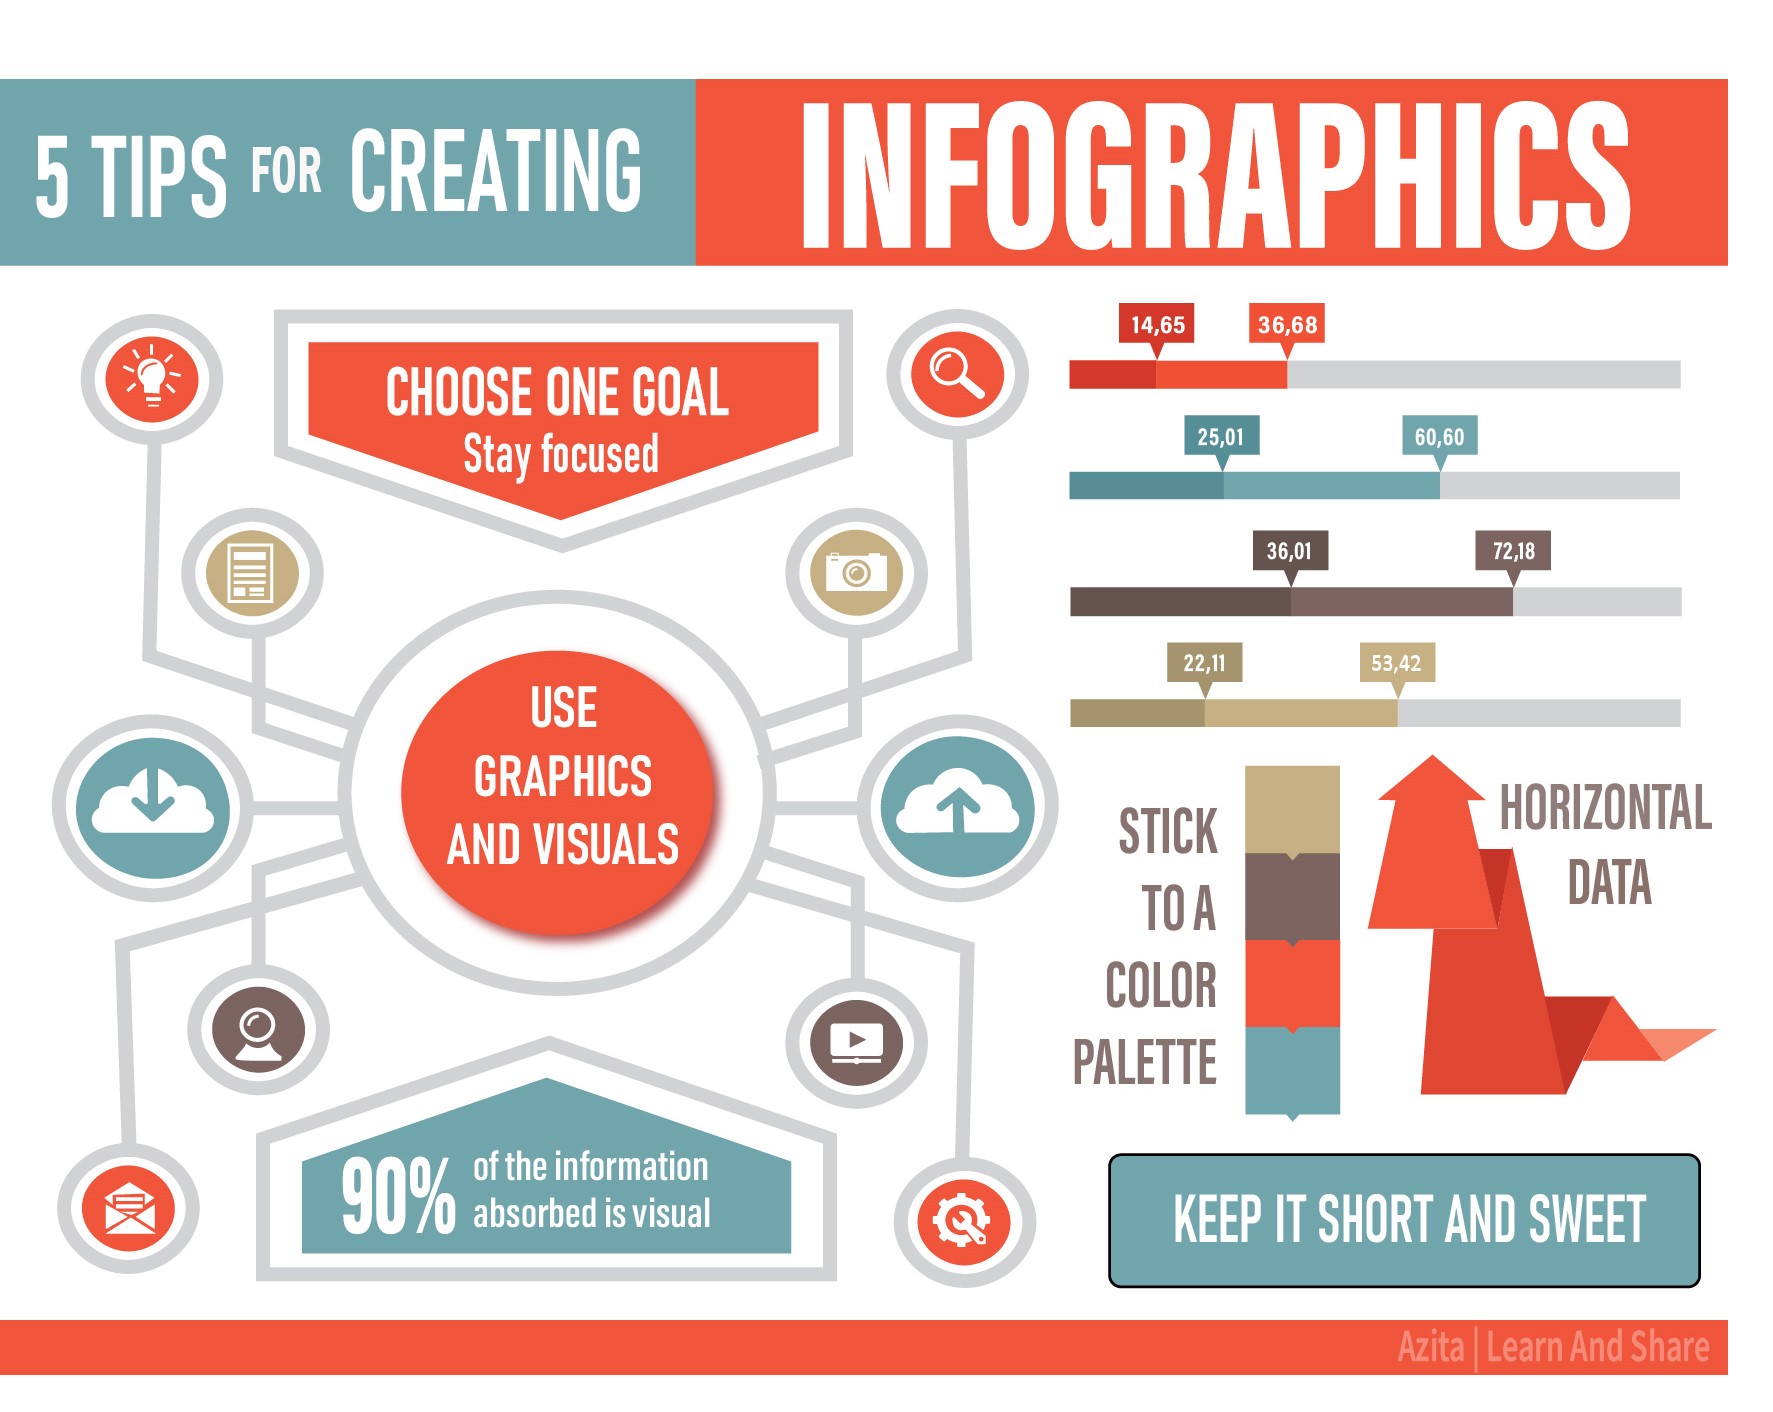 5 TIPS FOR CREATING
INFOGRAPHICS
CHOOSE ONE GOAL
Stay focused
USE
GRAPHICS
AND VISUALS
90%
of the information
absorbed is visual
14,65
36,68
25,01
60,60
36,01
72,18
22,11
53,42
STICK
TO A
COLOR
PALETTE
HORIZONTAL
DATA
KEEP IT SHORT AND SWEET
Azita | Learn And Share